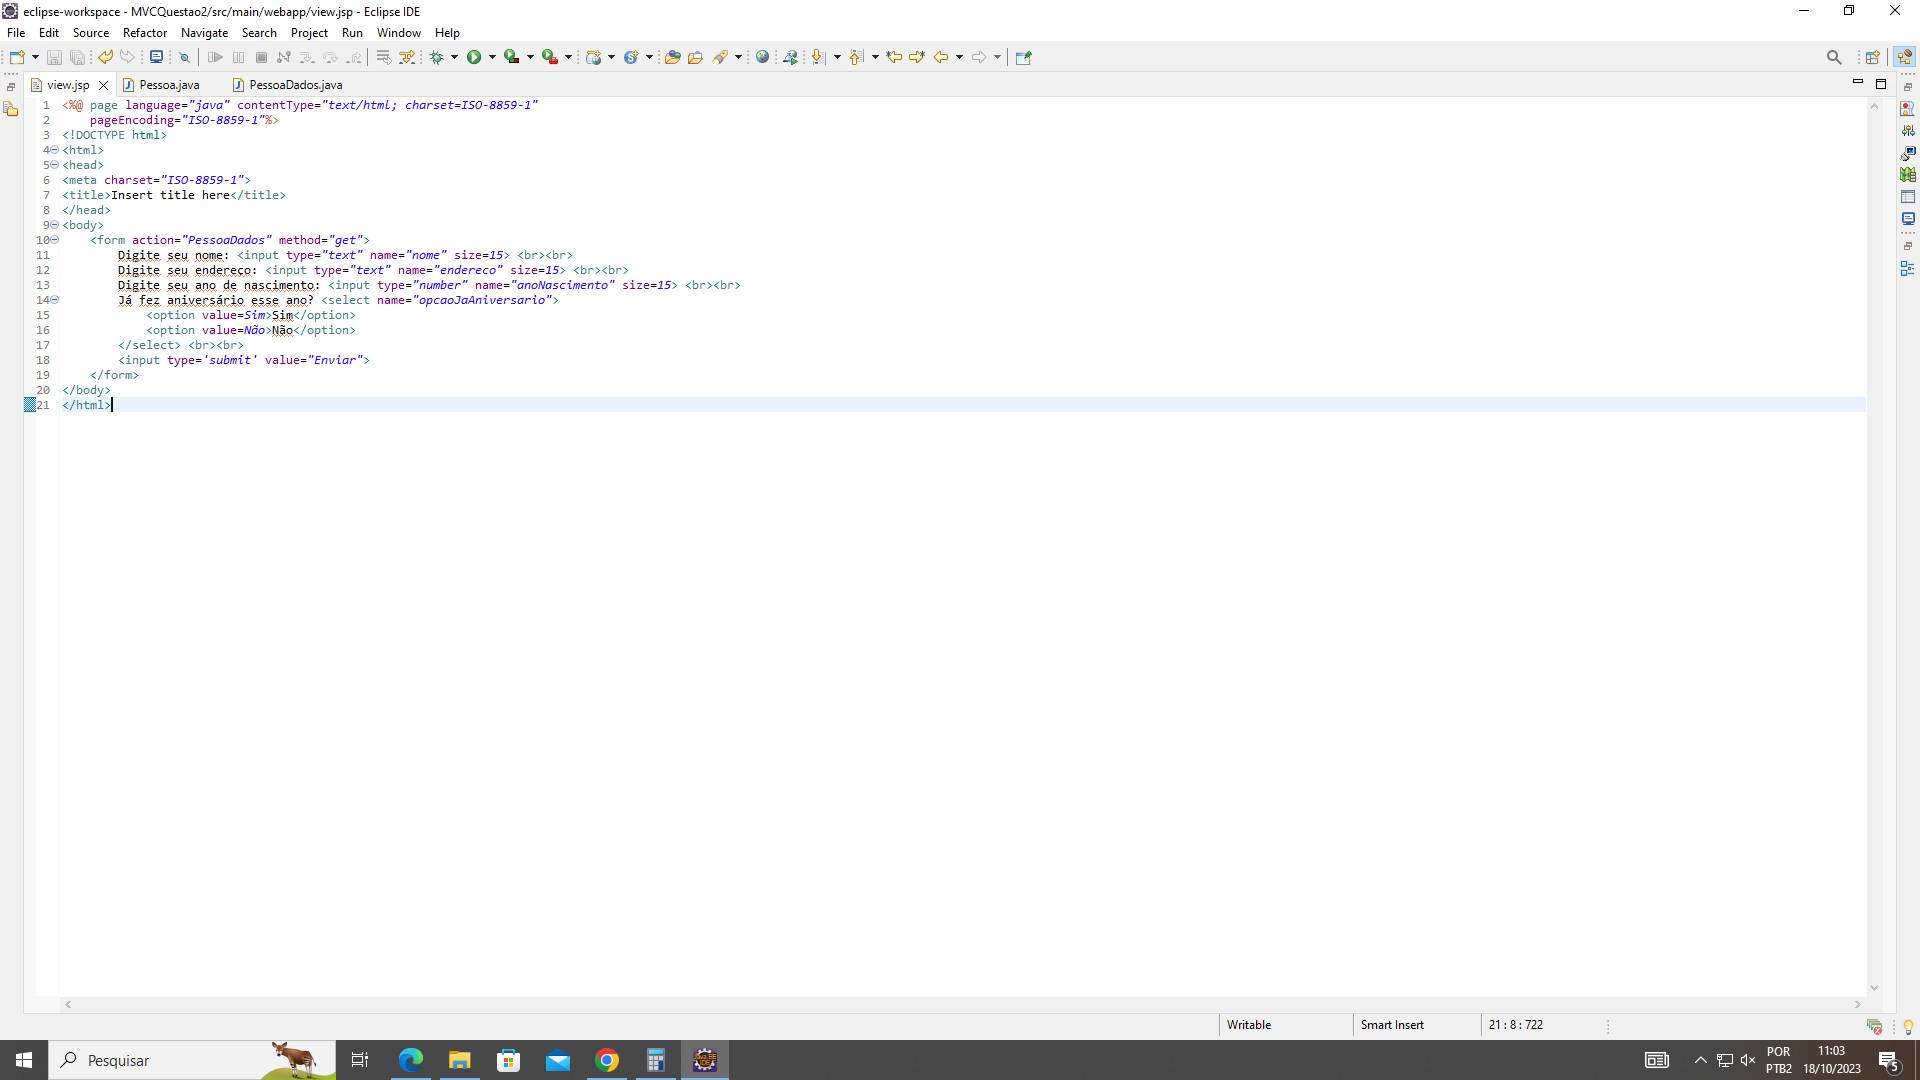 eclipse-workspace - MVCQuestao2/src/main/webapp/view.jsp - Eclipse IDE
File Edit Source Refactor Navigate Search Project Run Window Help
view.jsp Pessoa.java PessoaDados.java
1 <%@ page language="java" contentType="text/html; charset=ISO-8859-1"
2 pageEncoding="ISO-8859-1"%>
3 <!DOCTYPE html>
4 <html>
5 <head>
6 <meta charset="ISO-8859-1">
7 <title>Insert title here</title>
8 </head>
9 <body>
10 <form action="PessoaDados" method="get">
11 Digite seu nome: <input type="text" name="nome" size=15> <br><br>
12 Digite seu endereço: <input type="text" name="endereco" size=15> <br><br>
13 Digite seu ano de nascimento: <input type="number" name="anoNascimento" size=15> <br><br>
14 Já fez aniversário esse ano? <select name="opcaoJaAniversario">
15 <option value=Sim>Sim</option>
16 <option value=Não>Não</option>
17 </select> <br><br>
18 <input type='submit' value="Enviar">
19 </form>
20 </body>
21 </html>
Writable Smart Insert 21 : 8 : 722
Pesquisar
POR 11:03
PTB2 18/10/2023 5